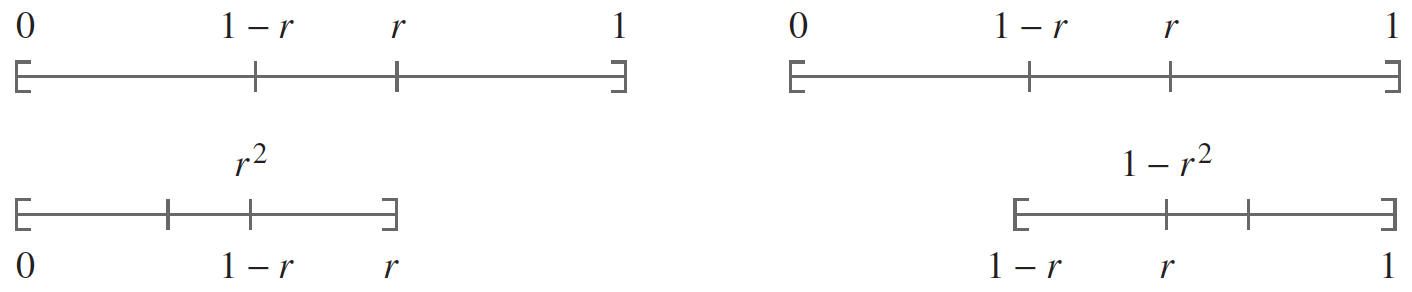 0 1 – r r 1
0 1 – r r 1
r²
1 – r²
0 1 – r r
1 – r r 1